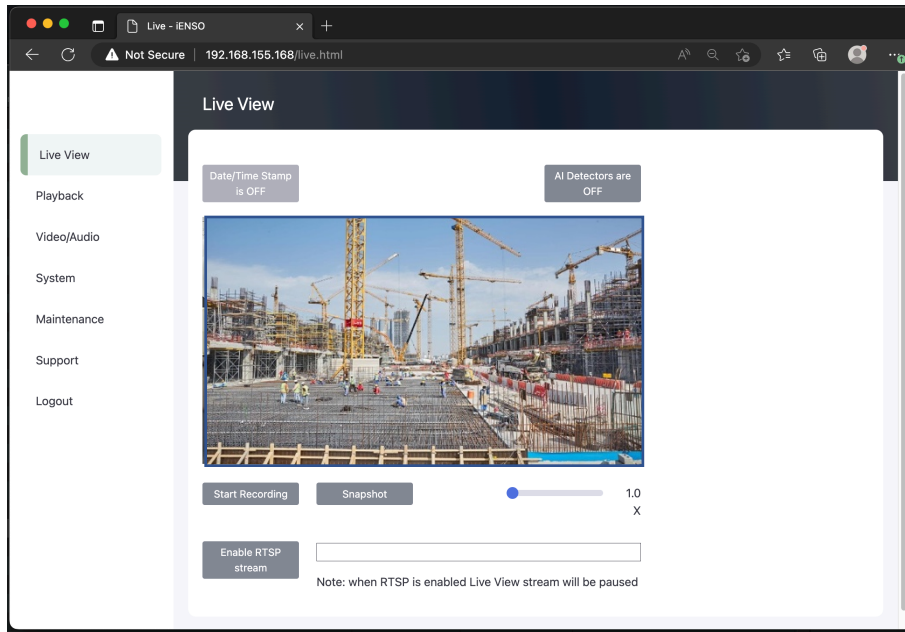 Live - iENSO
Not Secure | 192.168.155.168/live.html
Live View
Live View
Playback
Video/Audio
System
Maintenance
Support
Logout
Date/Time Stamp
is OFF
AI Detectors are
OFF
Start Recording
Snapshot
1.0
X
Enable RTSP
stream
Note: when RTSP is enabled Live View stream will be paused